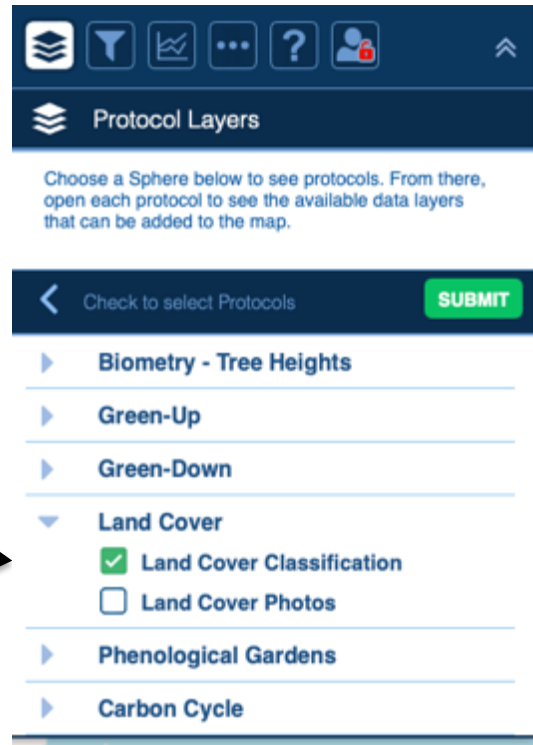 ?
Protocol Layers
Choose a Sphere below to see protocols. From there,
open each protocol to see the available data layers
that can be added to the map.
Check to select Protocols
SUBMIT
Biometry - Tree Heights
Green-Up
Green-Down
Land Cover
Land Cover Classification
Land Cover Photos
Phenological Gardens
Carbon Cycle